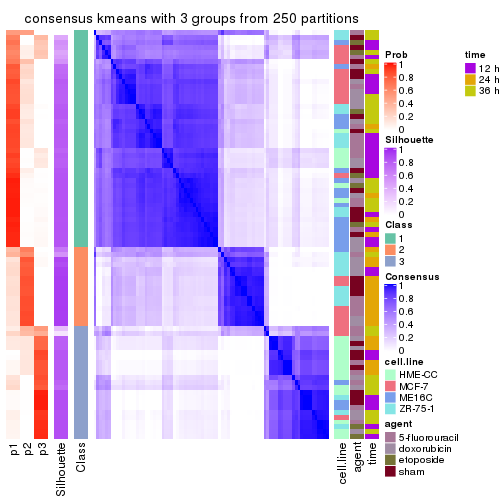 consensus kmeans with 3 groups from 250 partitions
Prob
1
0.8
0.6
0.4
0.2
0
Silhouette
1
0.8
0.6
0.4
0.2
0
Class
1
2
3
Consensus
1
0.8
0.6
0.4
0.2
0
cell.line
HME-CC
MCF-7
ME16C
ZR-75-1
agent
5-fluorouracil
doxorubicin
etoposide
sham
time
12 h
24 h
36 h
p1
p2
p3
Silhouette
Class
cell.line
agent
time